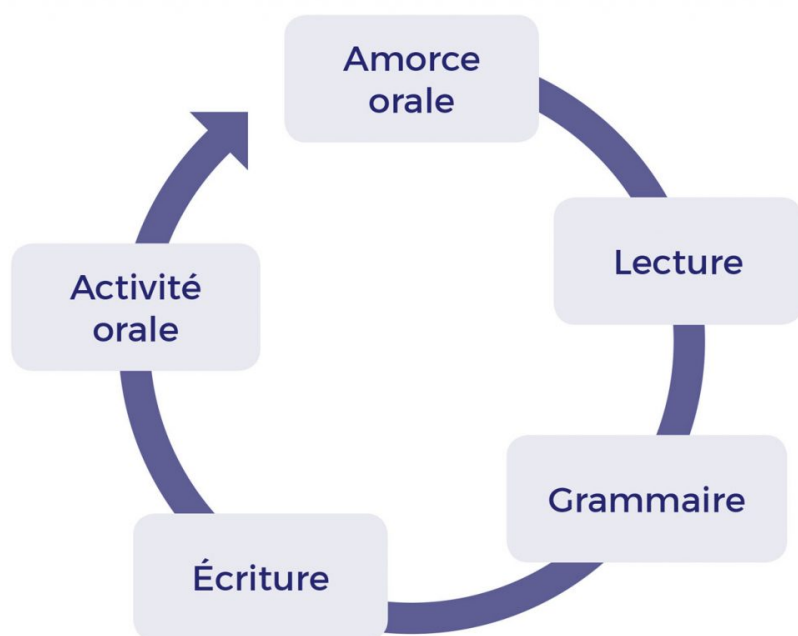 Amorce
orale
Lecture
Grammaire
Écriture
Activité
orale